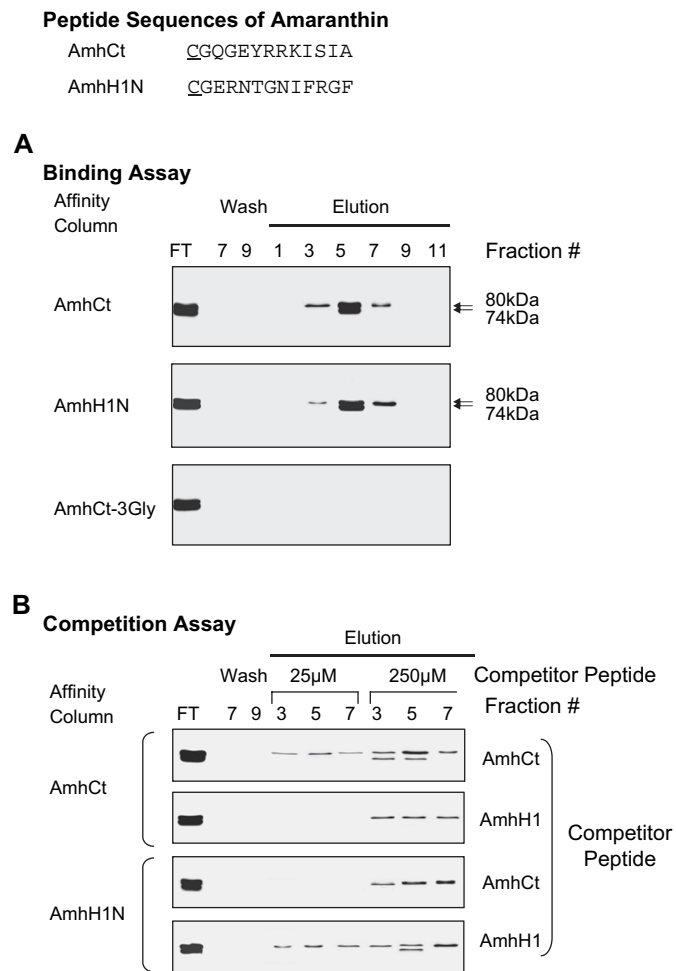 Peptide Sequences of Amaranthin
AmhCt CGQGEYRRKISIA
AmhH1N CGERNTGNIFRGF
A
Binding Assay
Affinity Column
Wash Elution
FT 7 9 1 3 5 7 9 11 Fraction #
AmhCt 80kDa
74kDa
AmhH1N 80kDa
74kDa
AmhCt-3Gly
B
Competition Assay
Elution
Wash 25µM 250µM Competitor Peptide
Affinity Column
FT 7 9 3 5 7 3 5 7 Fraction #
AmhCt
AmhCt
AmhH1
Competitor Peptide
AmhH1N
AmhCt
AmhH1